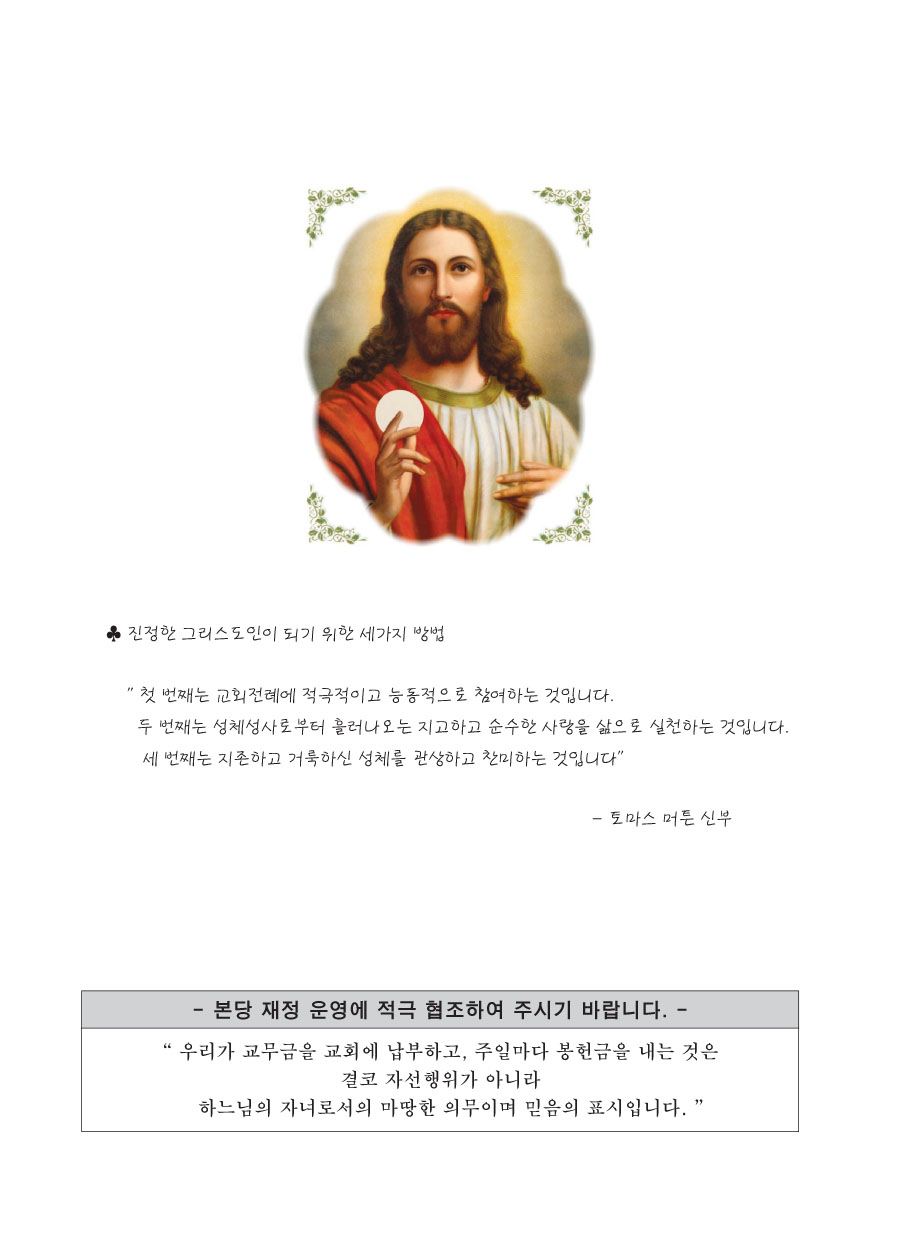 ♣ 진정한 그리스도인이 되기 위한 세가지 방법
" 첫 번째는 교회전례에 적극적이고 능동적으로 참여하는 것입니다.
두 번째는 성체성사로부터 흘러나오는 지고하고 순수한 사랑을 삶으로 실천하는 것입니다.
세 번째는 지존하고 거룩하신 성체를 관상하고 찬미하는 것입니다"
- 토마스 머튼 신부
- 본당 재정 운영에 적극 협조하여 주시기 바랍니다. -
“ 우리가 교무금을 교회에 납부하고, 주일마다 봉헌금을 내는 것은
결코 자선행위가 아니라
하느님의 자녀로서의 마땅한 의무이며 믿음의 표시입니다. ”